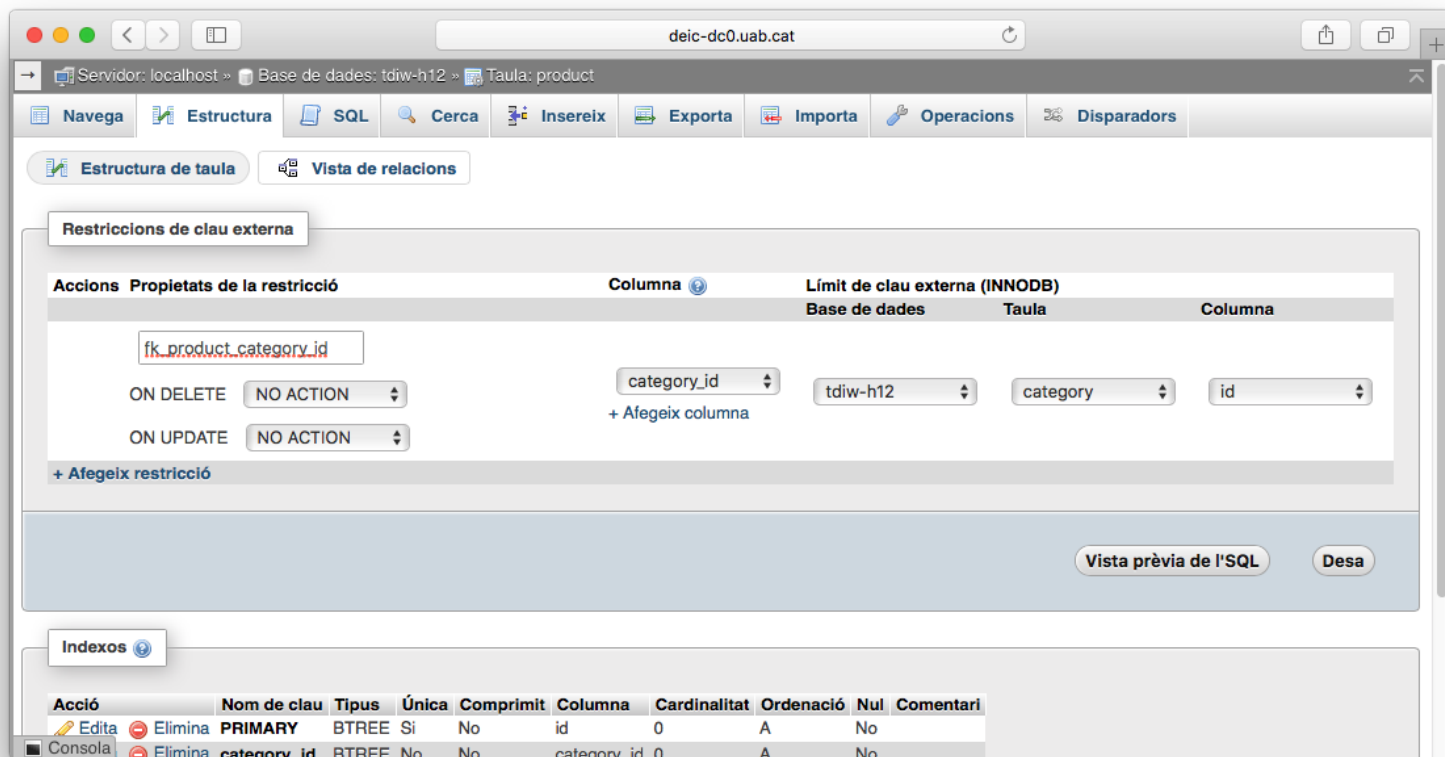 deic-dc0.uab.cat
Servidor: localhost » Base de dades: tdiw-h12 » Taula: product
Navega Estructura SQL Cerca Insereix Exporta Importa Operacions Disparadors
Estructura de taula Vista de relacions
Restriccions de clau externa
Accions Propietats de la restricció Columna Límit de clau externa (INNODB)
Base de dades Taula Columna
fk_product_category_id
ON DELETE NO ACTION category_id tdiw-h12 category id
+ Afegeix columna
ON UPDATE NO ACTION
+ Afegeix restricció
Vista prèvia de l'SQL Desa
Indexos
Acció Nom de clau Tipus Única Comprimit Columna Cardinalitat Ordenació Nul Comentari
Edita Elimina PRIMARY BTREE Si No id 0 A No
Consola Elimina category_id BTREE No No category_id 0 A No